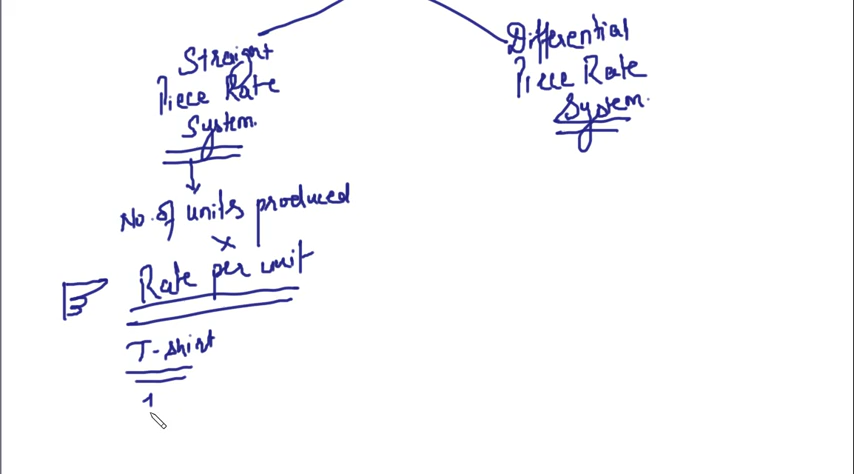 Straight
Piece Rate
System.
Differential
Piece Rate
System.
No. of units produced
×
Rate per unit
T-shirt
1